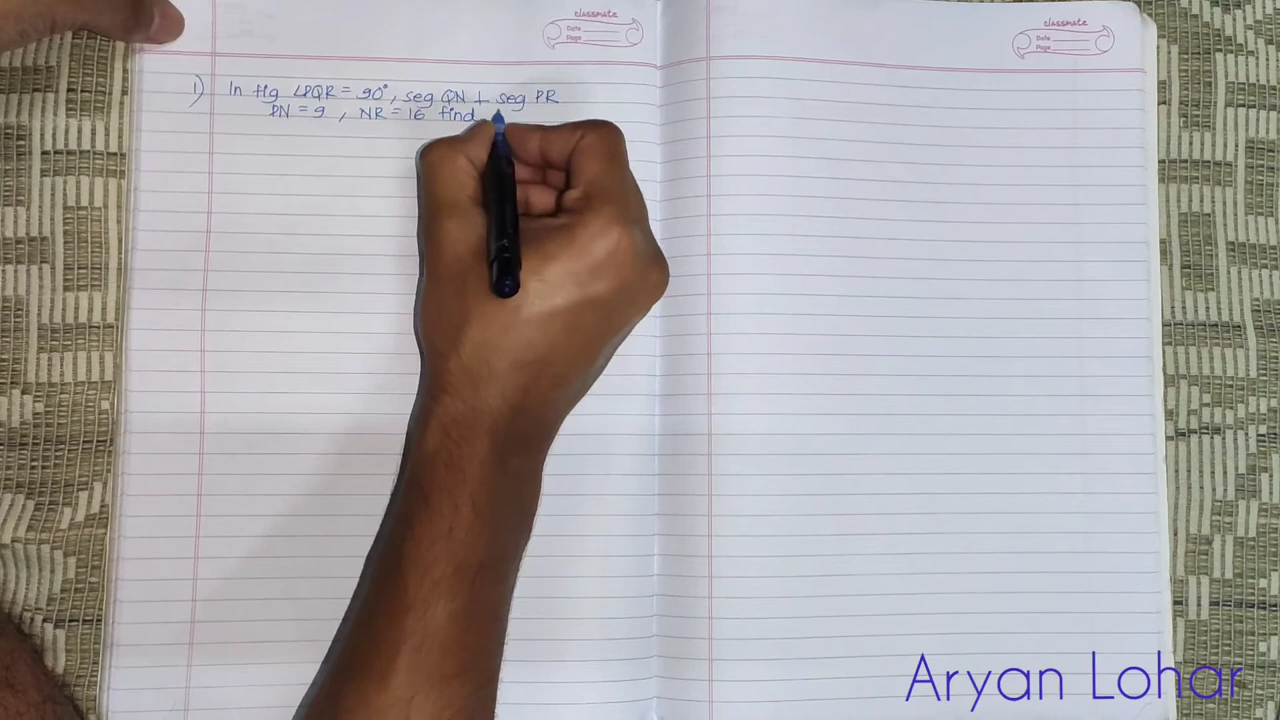 classmate
Date
Page
classmate
Date
Page
1) In fig ∠PQR = 90°, seg QN ⊥ seg PR
PN = 9, NR = 16 find
Aryan Lohar